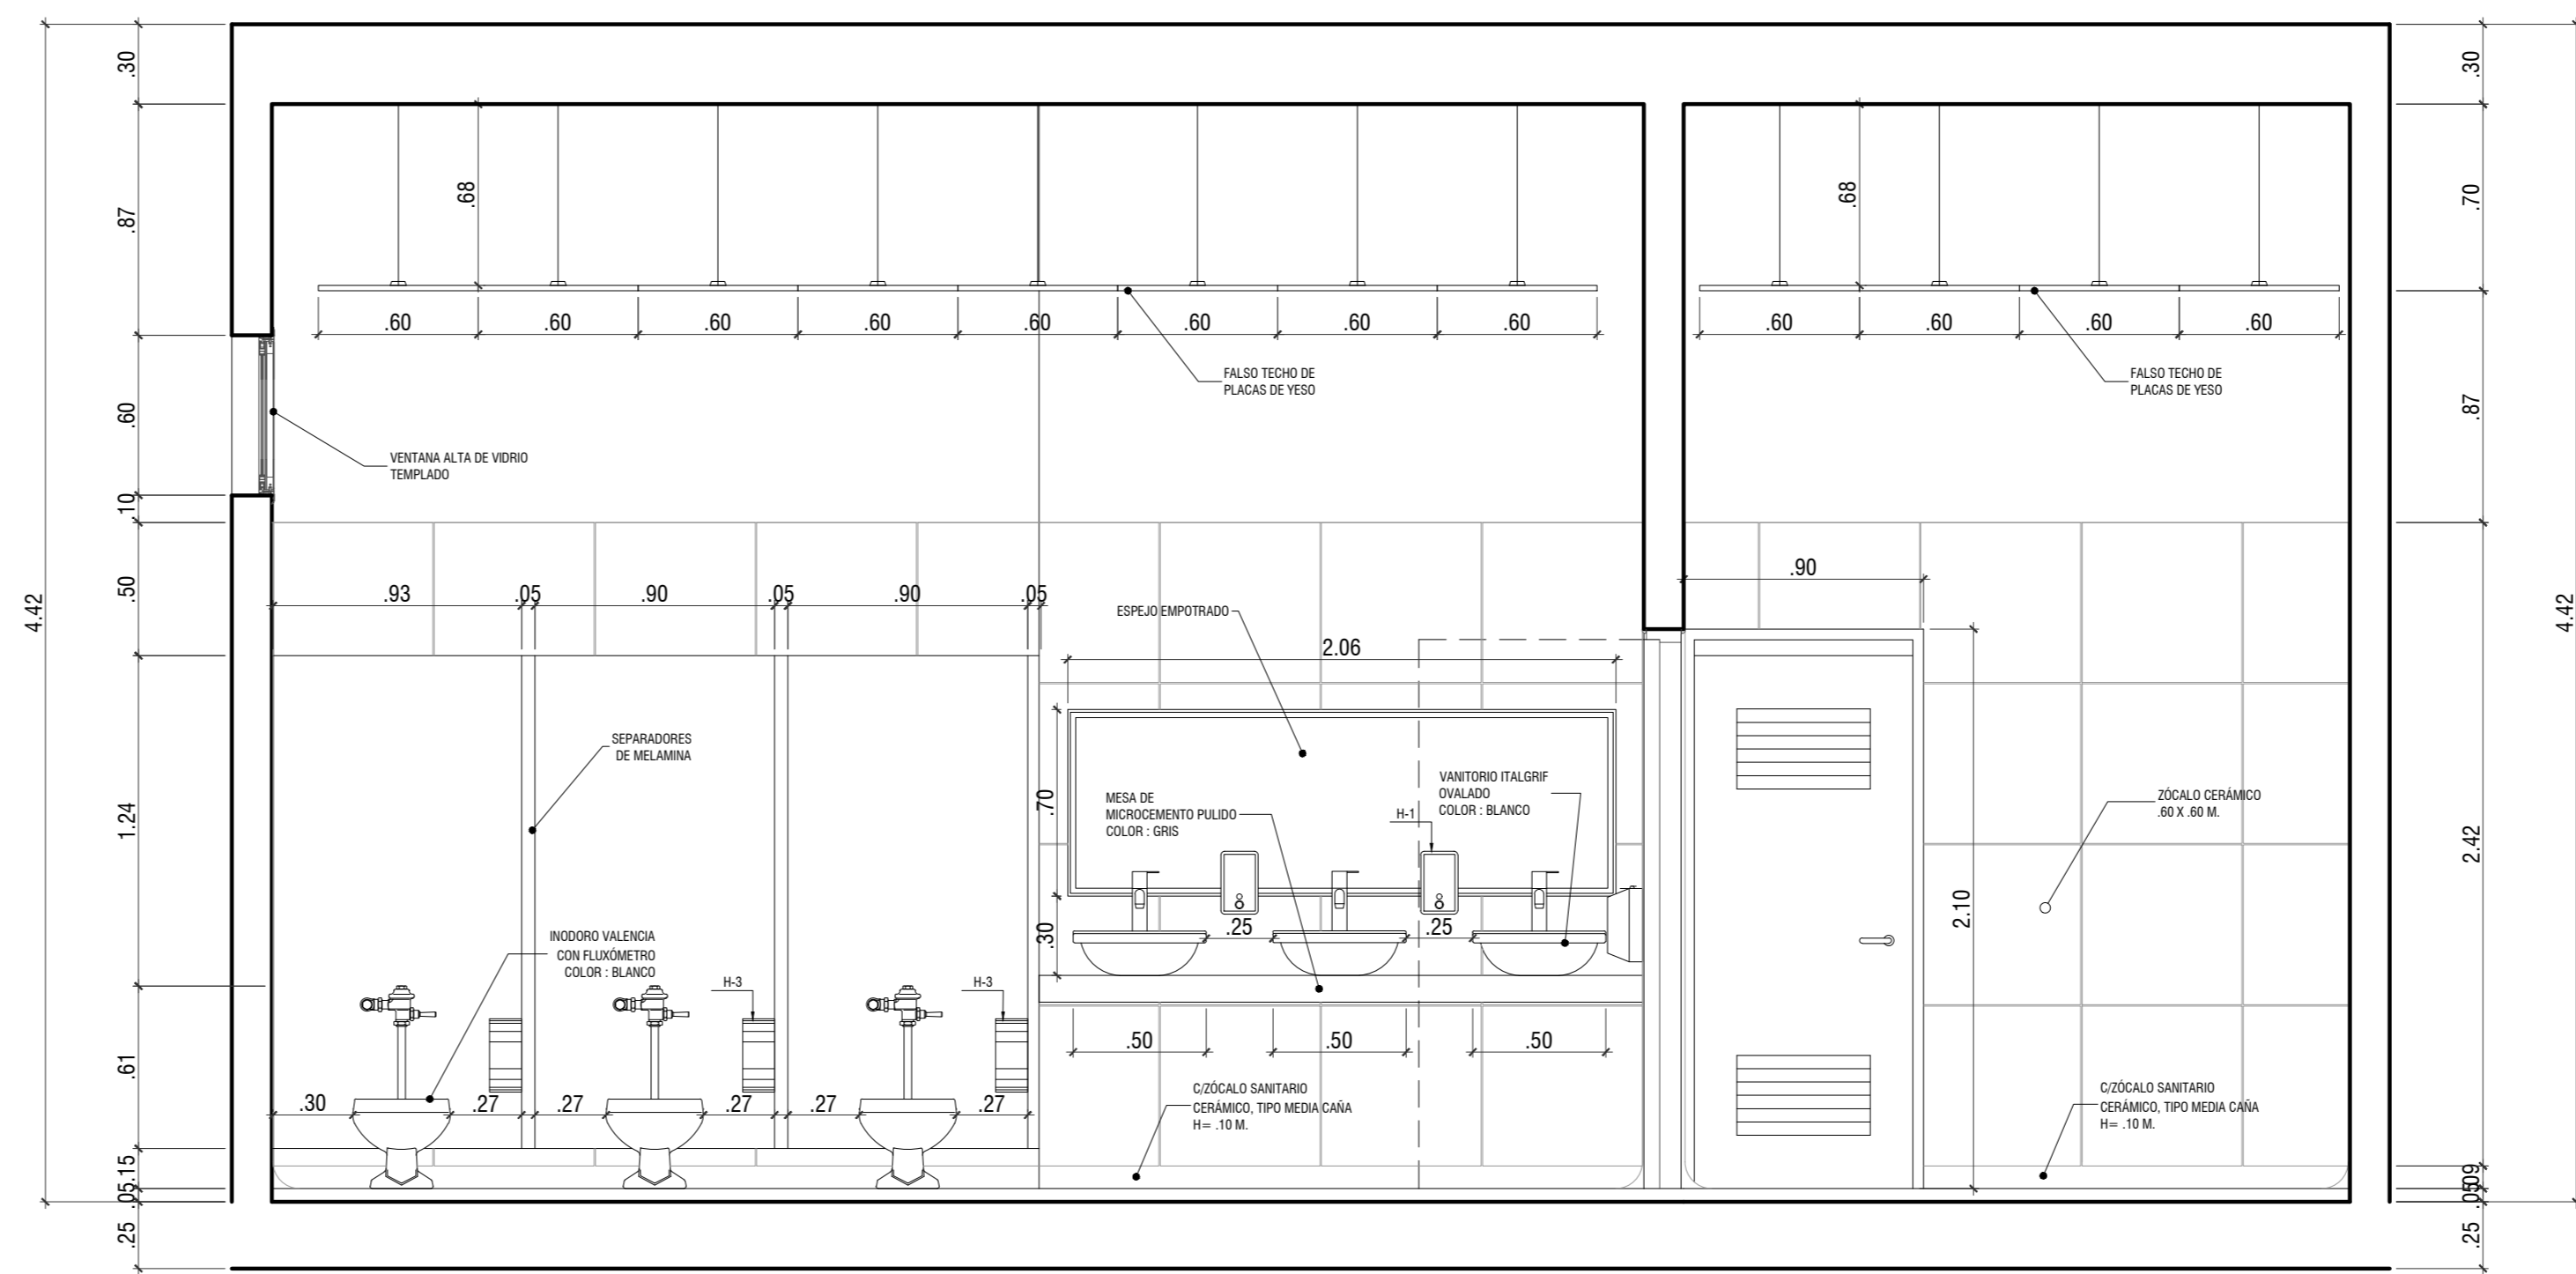 .30
.87
.60
.10
.50
1.24
.61
.15
.05
.25
4.42
.68
.68
.60 .60 .60 .60 .60 .60 .60 .60
.60 .60 .60 .60
FALSO TECHO DE
PLACAS DE YESO
FALSO TECHO DE
PLACAS DE YESO
VENTANA ALTA DE VIDRIO
TEMPLADO
.93 .05 .90 .05 .90 .05
.90
ESPEJO EMPOTRADO
2.06
SEPARADORES
DE MELAMINA
.70
MESA DE
MICROCEMENTO PULIDO
COLOR : GRIS
H-1
VANITORIO ITALGRIF
OVALADO
COLOR : BLANCO
ZÓCALO CERÁMICO
.60 X .60 M.
2.10
.30
.25 .25
INODORO VALENCIA
CON FLUXÓMETRO
COLOR : BLANCO
H-3
H-3
.50 .50 .50
.30 .27 .27 .27 .27 .27
C/ZÓCALO SANITARIO
CERÁMICO, TIPO MEDIA CAÑA
H= .10 M.
C/ZÓCALO SANITARIO
CERÁMICO, TIPO MEDIA CAÑA
H= .10 M.
.30
.70
.87
2.42
.09
.05
.25
4.42